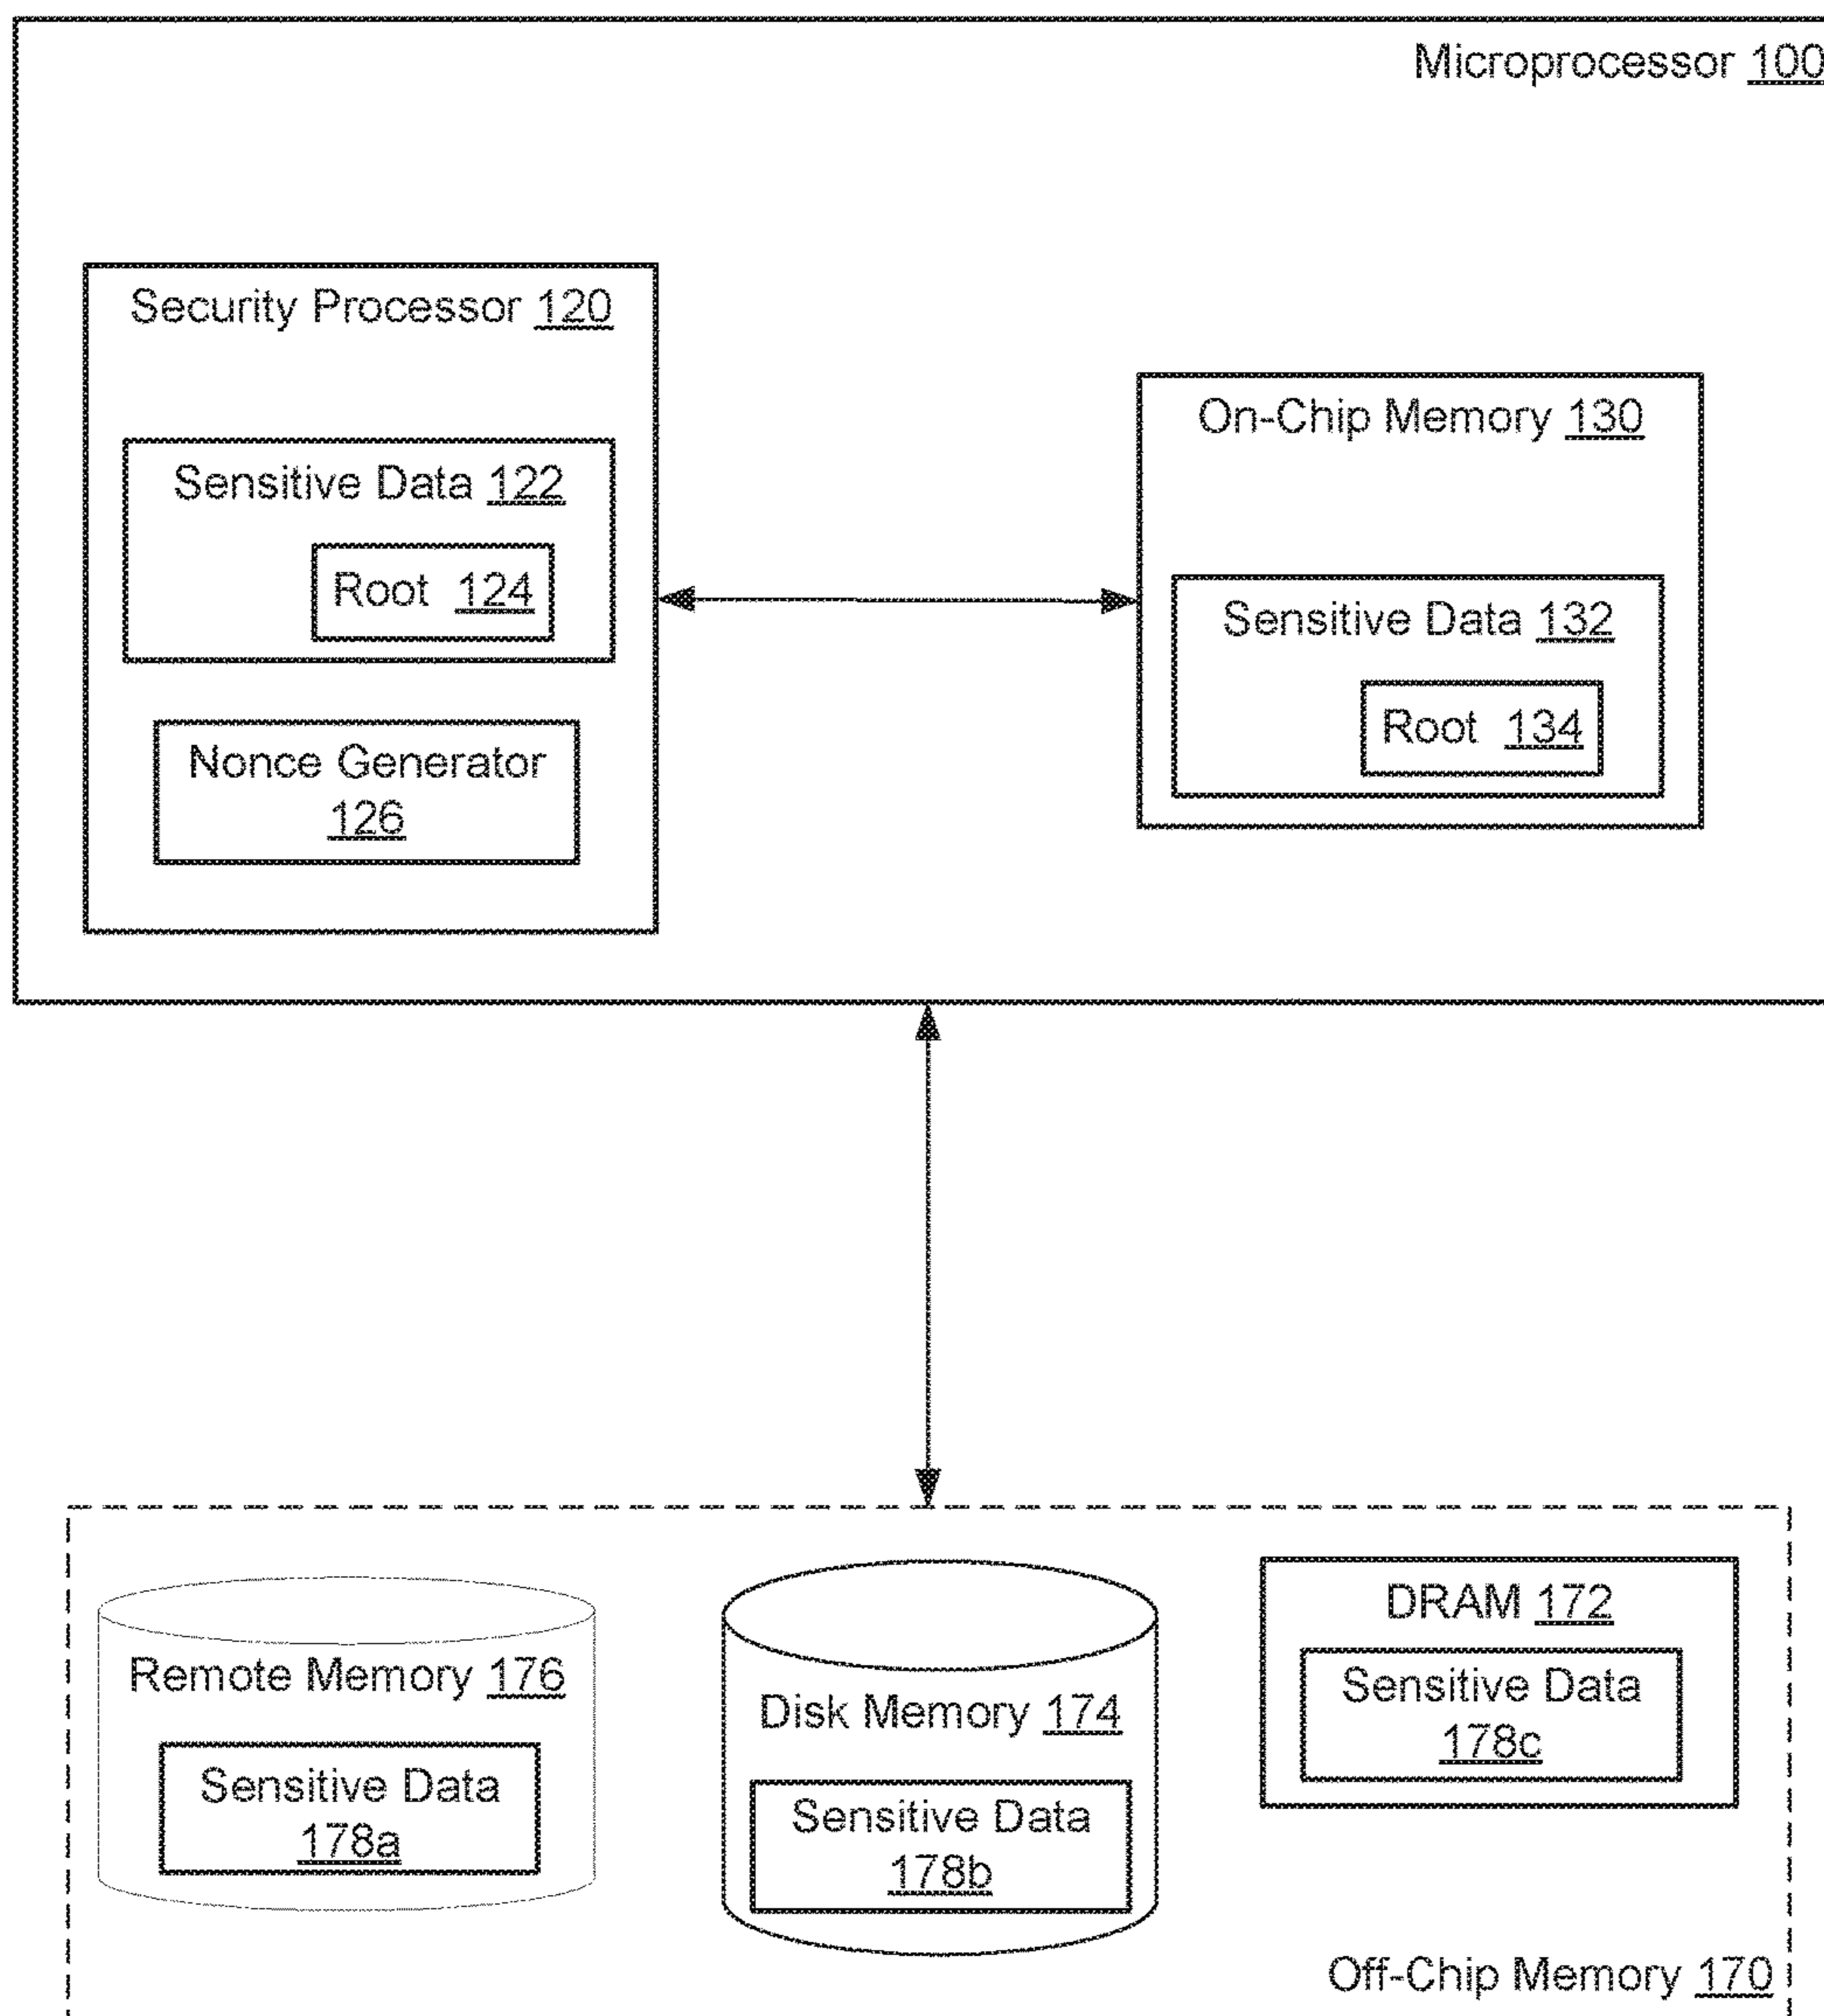 Microprocessor 100
Security Processor 120
Sensitive Data 122
Root 124
Nonce Generator
126
On-Chip Memory 130
Sensitive Data 132
Root 134
Remote Memory 176
Sensitive Data
178a
Disk Memory 174
Sensitive Data
178b
DRAM 172
Sensitive Data
178c
Off-Chip Memory 170